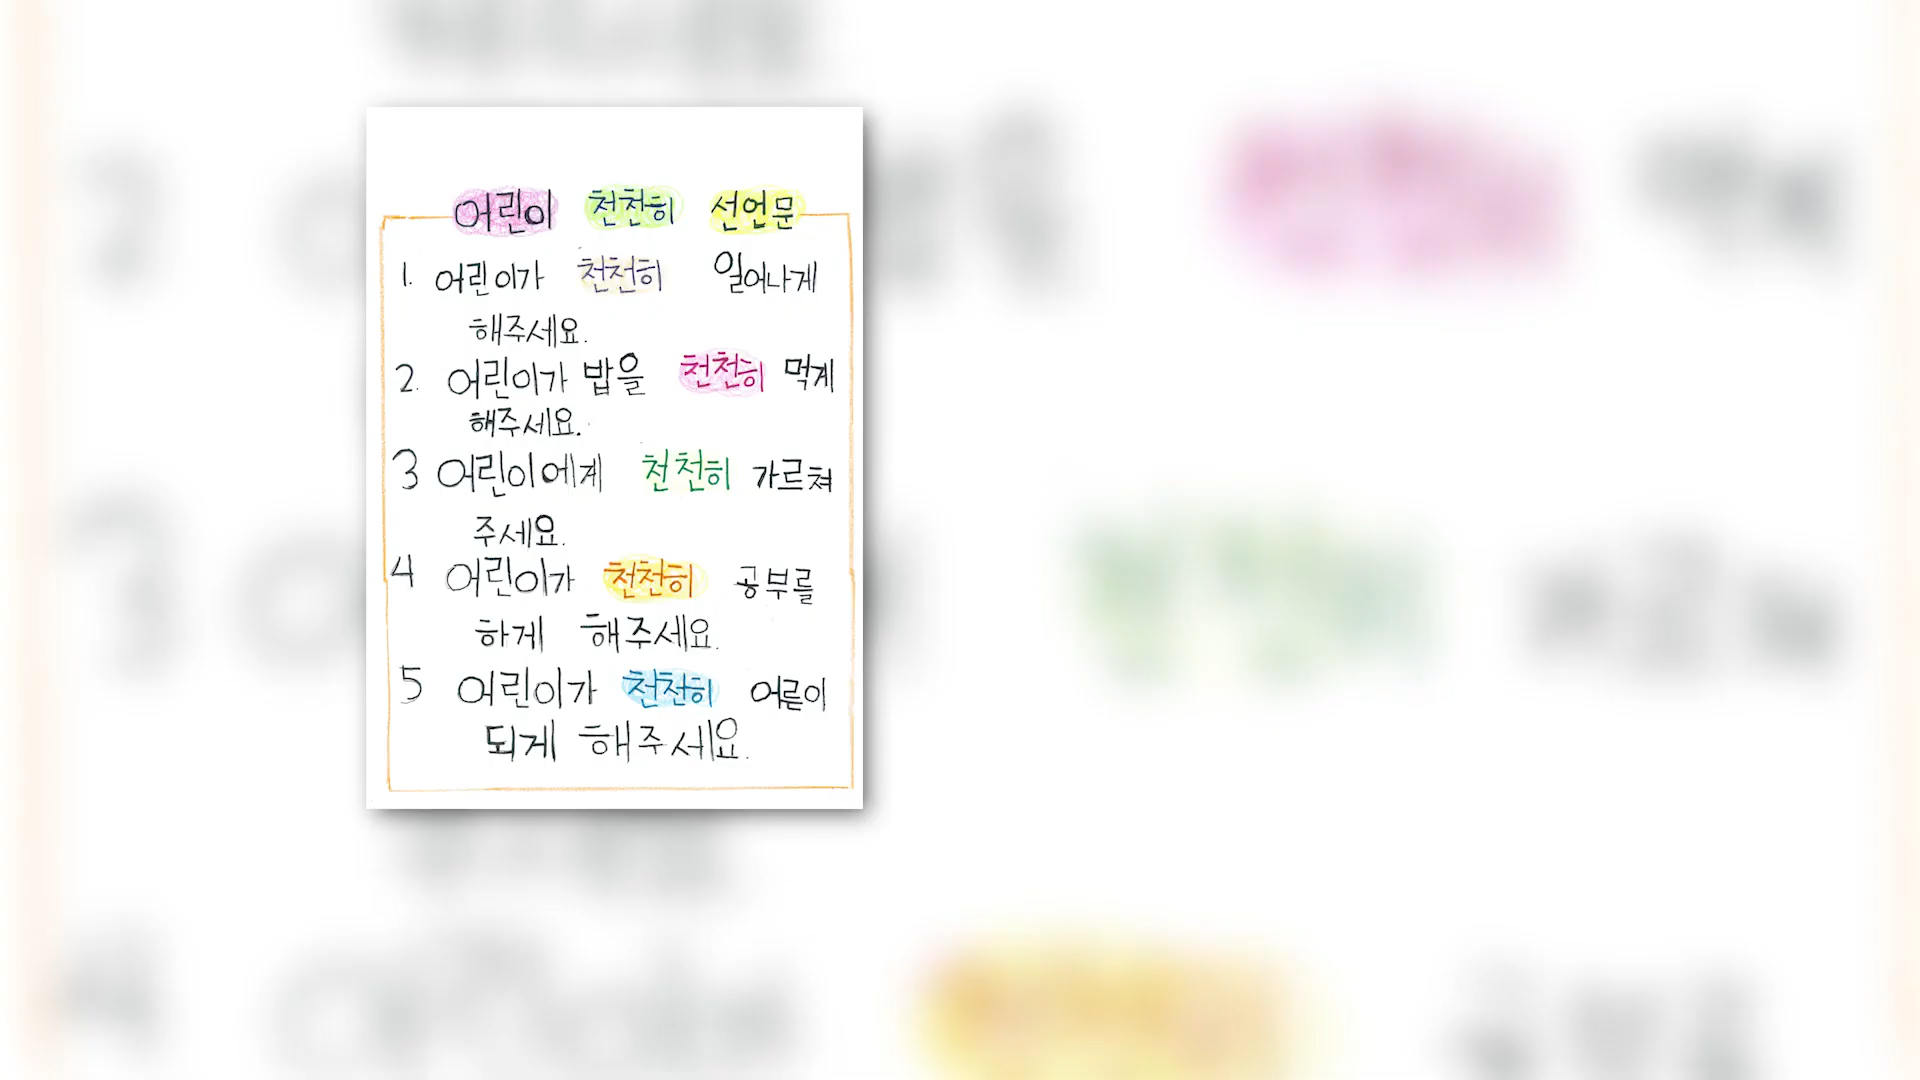 어린이 천천히 선언문
1. 어린이가 천천히 일어나게
해주세요.
2. 어린이가 밥을 천천히 먹게
해주세요.
3 어린이에게 천천히 가르쳐
주세요.
4 어린이가 천천히 공부를
하게 해주세요.
5 어린이가 천천히 어른이
되게 해주세요.